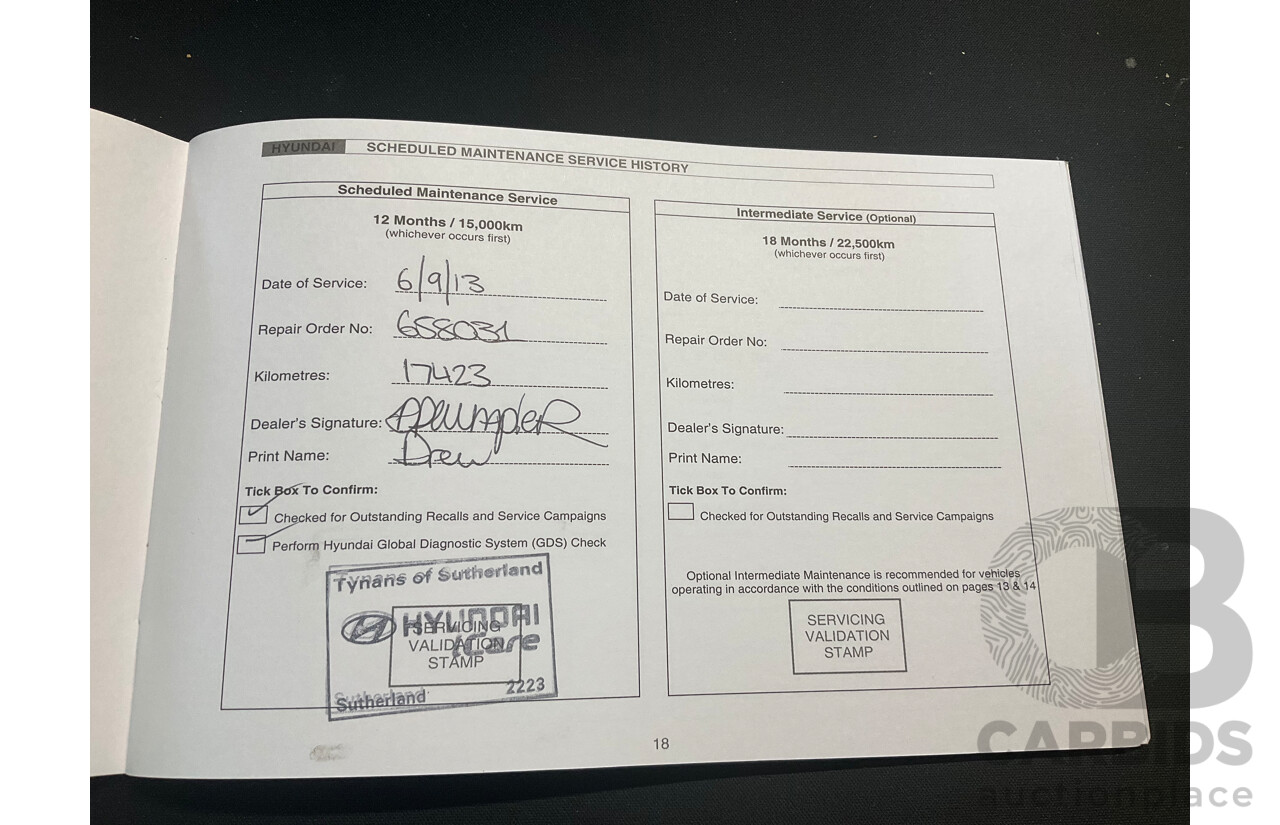 HYUNDAI SCHEDULED MAINTENANCE SERVICE HISTORY
Scheduled Maintenance Service
12 Months / 15,000km
(whichever occurs first)
Date of Service: 6/9/13
Repair Order No: 658031
Kilometres: 17423
Dealer's Signature:
Print Name: Drew
Tick Box To Confirm:
Checked for Outstanding Recalls and Service Campaigns
Perform Hyundai Global Diagnostic System (GDS) Check
Tynans of Sutherland
HYUNDAI
iCare
SERVICING
VALIDATION
STAMP
Sutherland 2223
Intermediate Service (Optional)
18 Months / 22,500km
(whichever occurs first)
Date of Service:
Repair Order No:
Kilometres:
Dealer's Signature:
Print Name:
Tick Box To Confirm:
Checked for Outstanding Recalls and Service Campaigns
Optional Intermediate Maintenance is recommended for vehicles
operating in accordance with the conditions outlined on pages 13 & 14
SERVICING
VALIDATION
STAMP
18
CARBIDS
auctionplace